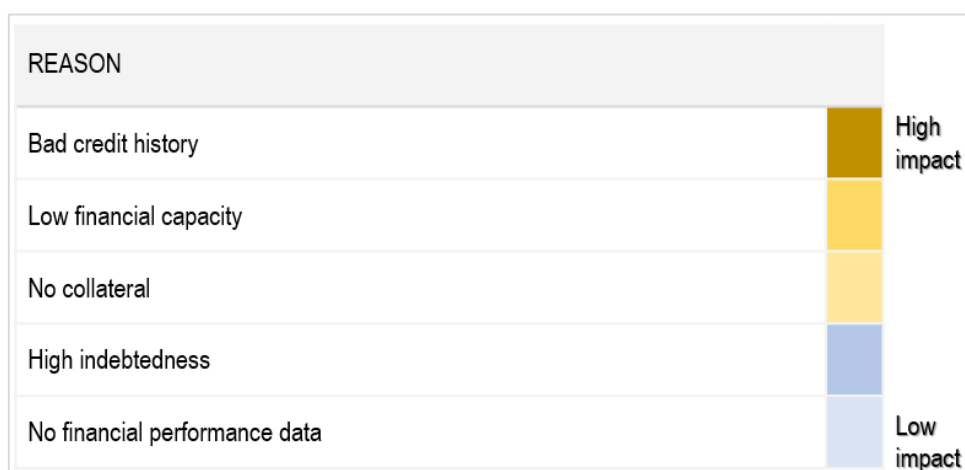 REASON
Bad credit history
High
impact
Low financial capacity
No collateral
High indebtedness
No financial performance data
Low
impact